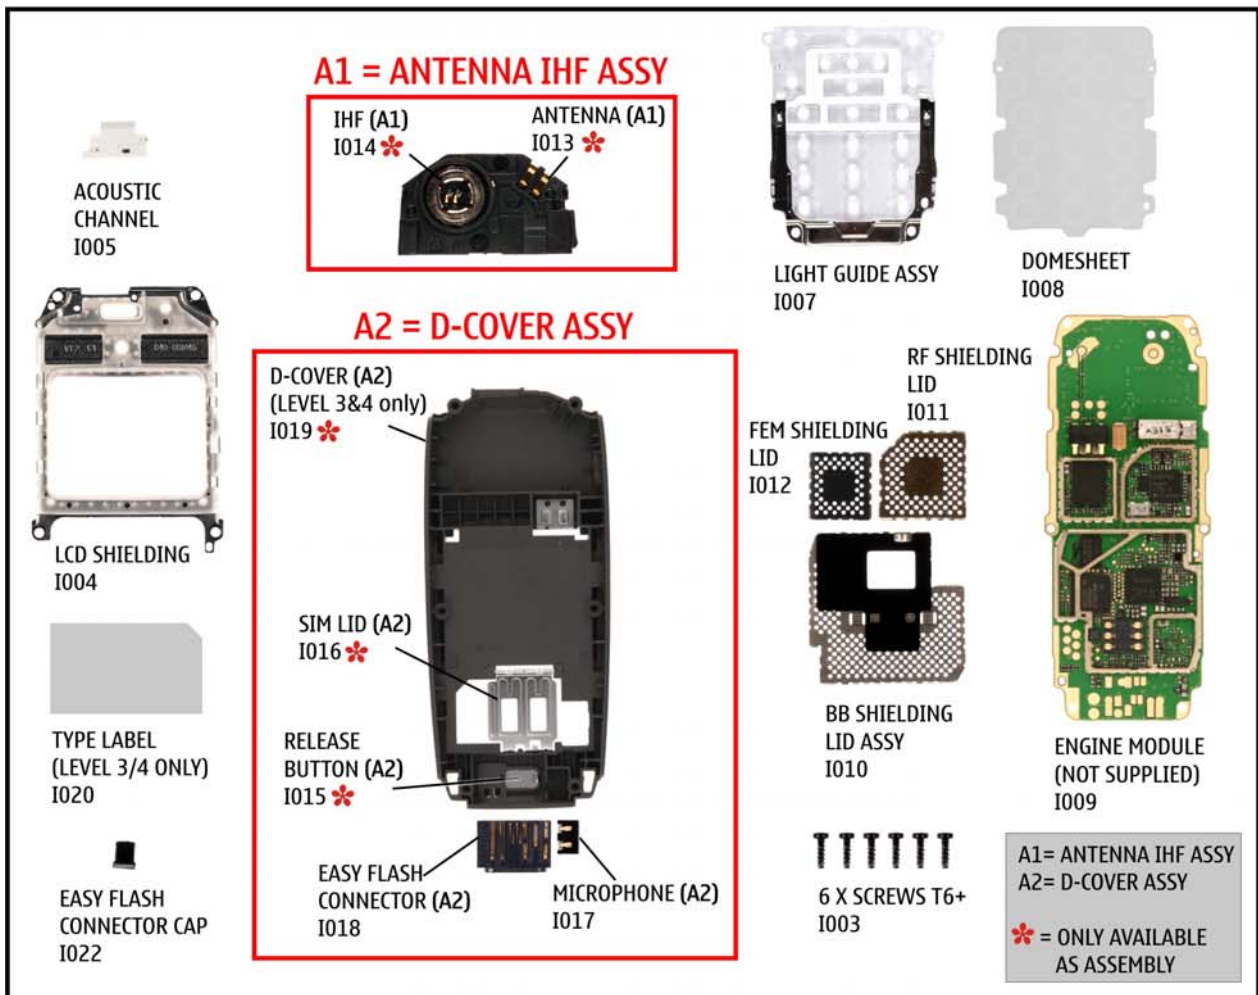 A1 = ANTENNA IHF ASSY
IHF (A1)
I014 *
ANTENNA (A1)
I013 *
ACOUSTIC
CHANNEL
I005
LIGHT GUIDE ASSY
I007
DOMESHEET
I008
A2 = D-COVER ASSY
D-COVER (A2)
(LEVEL 3&4 only)
I019 *
RF SHIELDING
LID
I011
FEM SHIELDING
LID
I012
LCD SHIELDING
I004
SIM LID (A2)
I016 *
TYPE LABEL
(LEVEL 3/4 ONLY)
I020
RELEASE
BUTTON (A2)
I015 *
BB SHIELDING
LID ASSY
I010
ENGINE MODULE
(NOT SUPPLIED)
I009
EASY FLASH
CONNECTOR CAP
I022
EASY FLASH
CONNECTOR (A2)
I018
MICROPHONE (A2)
I017
6 X SCREWS T6+
I003
A1= ANTENNA IHF ASSY
A2= D-COVER ASSY
* = ONLY AVAILABLE
AS ASSEMBLY